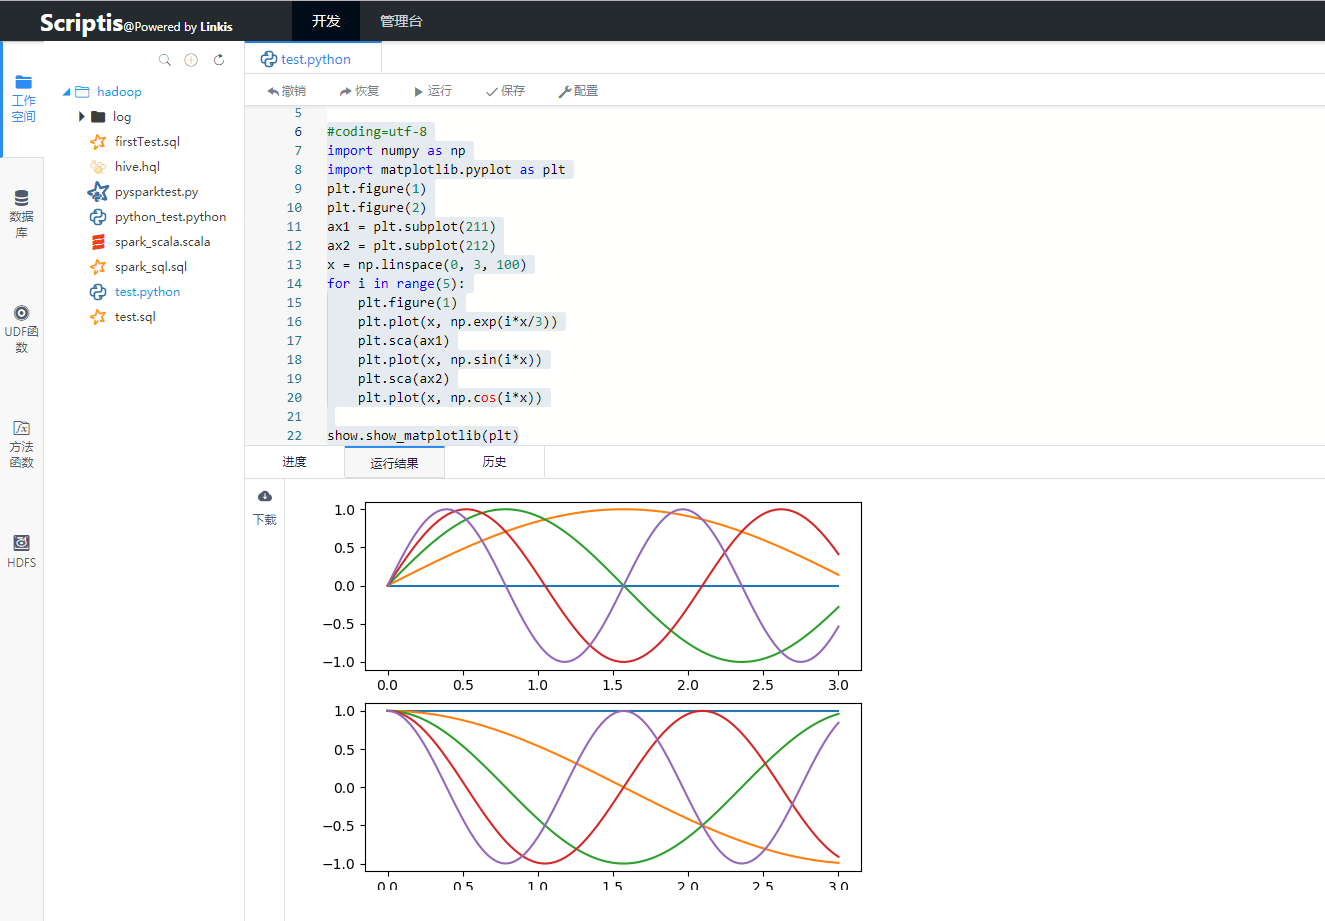 Scriptis@Powered by Linkis
开发
管理台
工作
空间
数据
库
UDF函
数
方法
函数
HDFS
hadoop
log
firstTest.sql
hive.hql
pysparktest.py
python_test.python
spark_scala.scala
spark_sql.sql
test.python
test.sql
test.python
撤销
恢复
运行
保存
配置
5
6 #coding=utf-8
7 import numpy as np
8 import matplotlib.pyplot as plt
9 plt.figure(1)
10 plt.figure(2)
11 ax1 = plt.subplot(211)
12 ax2 = plt.subplot(212)
13 x = np.linspace(0, 3, 100)
14 for i in range(5):
15     plt.figure(1)
16     plt.plot(x, np.exp(i*x/3))
17     plt.sca(ax1)
18     plt.plot(x, np.sin(i*x))
19     plt.sca(ax2)
20     plt.plot(x, np.cos(i*x))
21
22 show.show_matplotlib(plt)
进度
运行结果
历史
下载
1.0
0.5
0.0
−0.5
−1.0
0.0 0.5 1.0 1.5 2.0 2.5 3.0
1.0
0.5
0.0
−0.5
−1.0
0.0 0.5 1.0 1.5 2.0 2.5 3.0